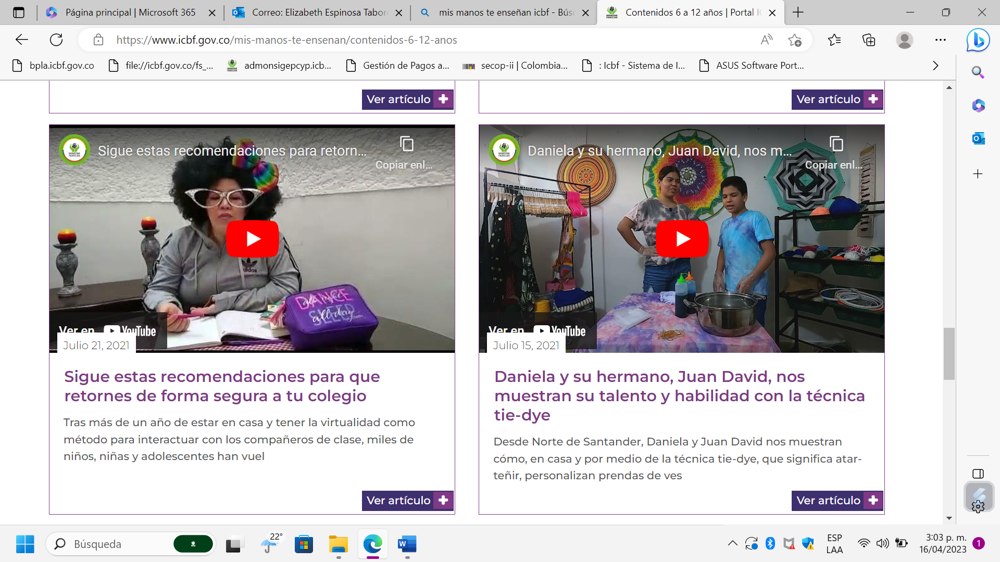 Página principal | Microsoft 365
Correo: Elizabeth Espinosa Tabor
mis manos te enseñan icbf - Bús
Contenidos 6 a 12 años | Portal I
https://www.icbf.gov.co/mis-manos-te-ensenan/contenidos-6-12-anos
bpla.icbf.gov.co
file://icbf.gov.co/fs_...
admonsigepcyp.icb...
Gestión de Pagos a...
secop-ii | Colombia...
: Icbf - Sistema de I...
ASUS Software Port...
Ver artículo
Ver artículo
Sigue estas recomendaciones para retorn...
Copiar enl...
Daniela y su hermano, Juan David, nos m...
Copiar enl...
adidas
DANCE
all night
SLEEP
all day
Ver en YouTube
Julio 21, 2021
Ver en YouTube
Julio 15, 2021
Sigue estas recomendaciones para que
retornes de forma segura a tu colegio
Tras más de un año de estar en casa y tener la virtualidad como
método para interactuar con los compañeros de clase, miles de
niños, niñas y adolescentes han vuel
Ver artículo
Daniela y su hermano, Juan David, nos
muestran su talento y habilidad con la técnica
tie-dye
Desde Norte de Santander, Daniela y Juan David nos muestran
cómo, en casa y por medio de la técnica tie-dye, que significa atar-
teñir, personalizan prendas de ves
Ver artículo
Búsqueda
22°
ESP
LAA
3:03 p. m.
16/04/2023
1